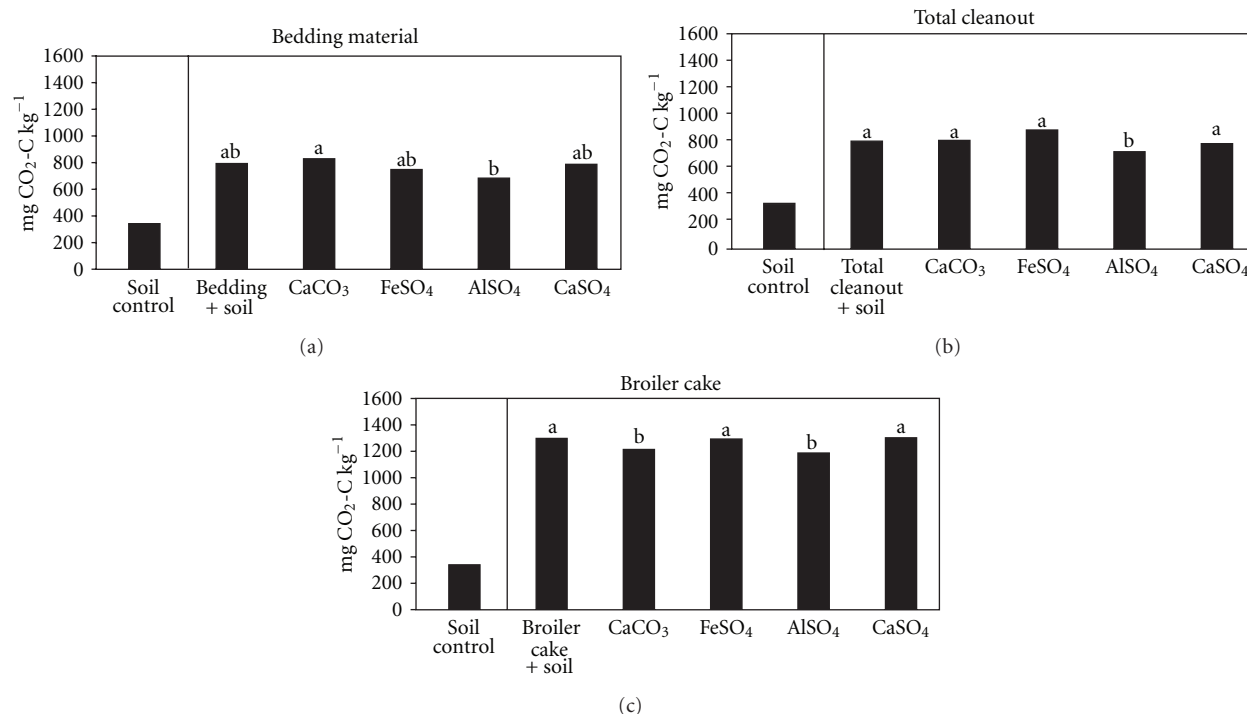 Bedding material
mg CO₂-C kg⁻¹
1600
1400
1200
1000
800
600
400
200
0
ab
a
ab
b
ab
Soil control
Bedding + soil
CaCO₃
FeSO₄
AlSO₄
CaSO₄
(a)
Total cleanout
mg CO₂-C kg⁻¹
1600
1400
1200
1000
800
600
400
200
0
a
a
a
b
a
Soil control
Total cleanout + soil
CaCO₃
FeSO₄
AlSO₄
CaSO₄
(b)
Broiler cake
mg CO₂-C kg⁻¹
1600
1400
1200
1000
800
600
400
200
0
a
b
a
b
a
Soil control
Broiler cake + soil
CaCO₃
FeSO₄
AlSO₄
CaSO₄
(c)